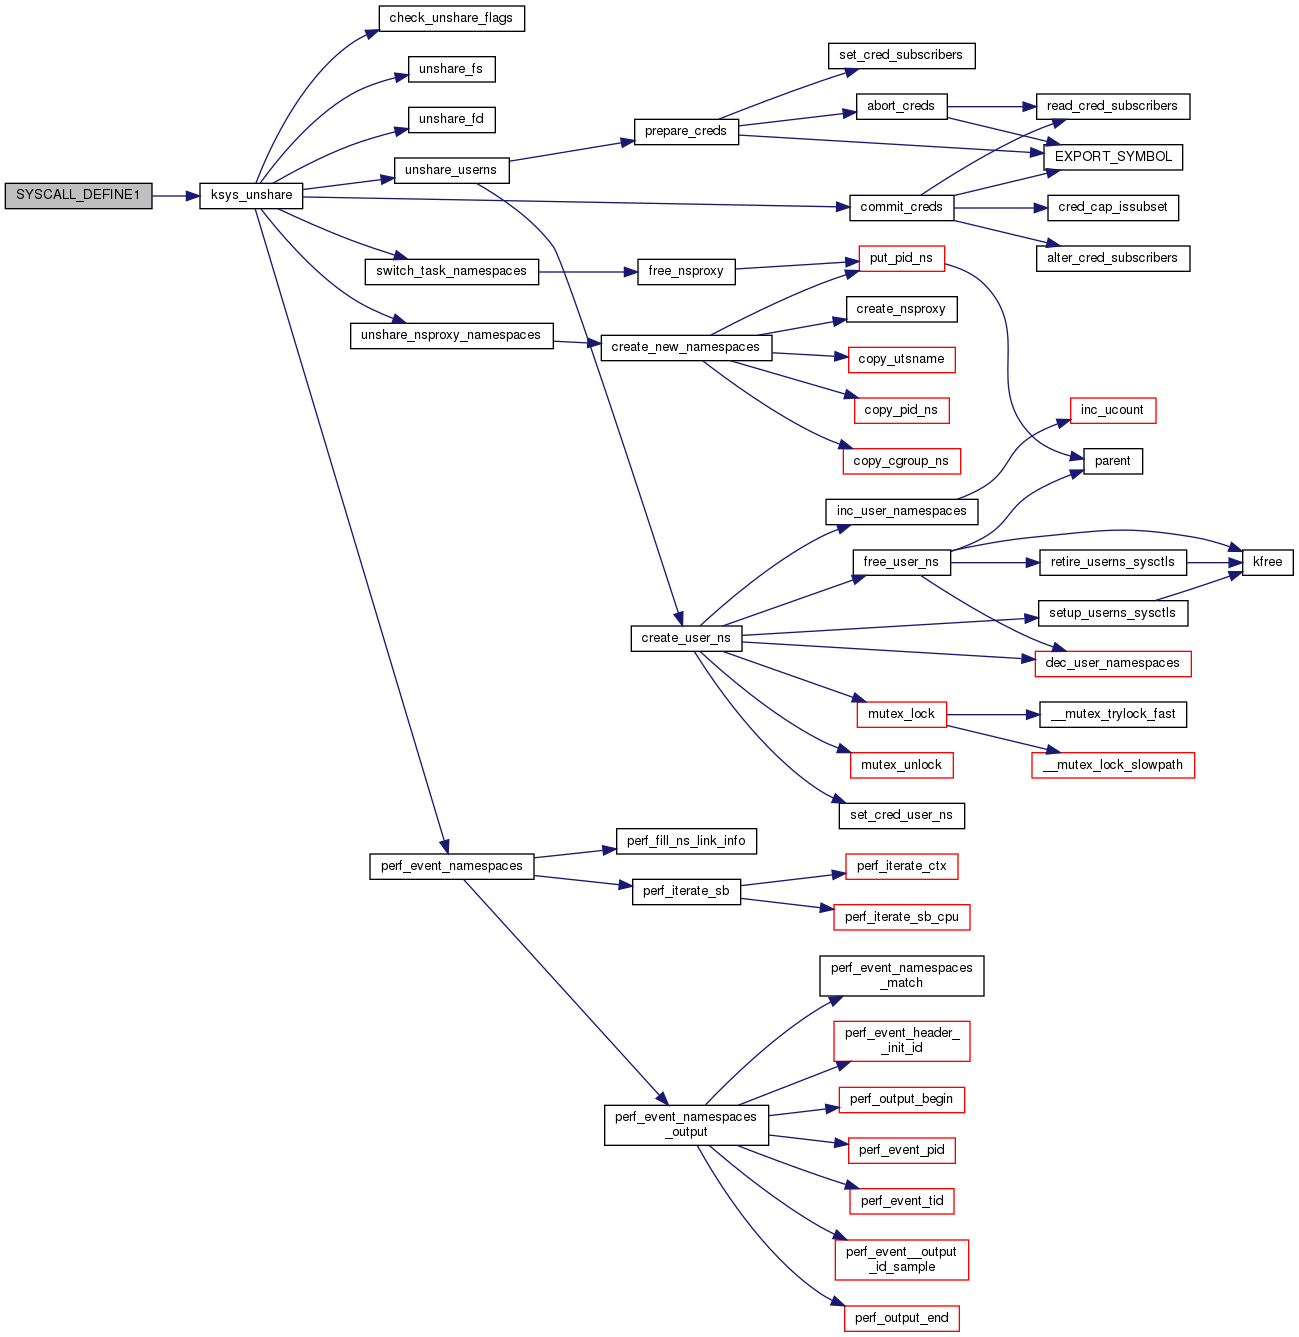 check_unshare_flags
unshare_fs
unshare_fd
unshare_userns
SYSCALL_DEFINE1
ksys_unshare
switch_task_namespaces
unshare_nsproxy_namespaces
perf_event_namespaces
prepare_creds
free_nsproxy
create_new_namespaces
create_user_ns
perf_fill_ns_link_info
perf_iterate_sb
perf_event_namespaces
_output
set_cred_subscribers
abort_creds
commit_creds
put_pid_ns
create_nsproxy
copy_utsname
copy_pid_ns
copy_cgroup_ns
inc_user_namespaces
free_user_ns
mutex_lock
mutex_unlock
set_cred_user_ns
perf_iterate_ctx
perf_iterate_sb_cpu
perf_event_namespaces
_match
perf_event_header_
_init_id
perf_output_begin
perf_event_pid
perf_event_tid
perf_event__output
_id_sample
perf_output_end
read_cred_subscribers
EXPORT_SYMBOL
cred_cap_issubset
alter_cred_subscribers
inc_ucount
parent
retire_userns_sysctls
setup_userns_sysctls
dec_user_namespaces
__mutex_trylock_fast
__mutex_lock_slowpath
kfree